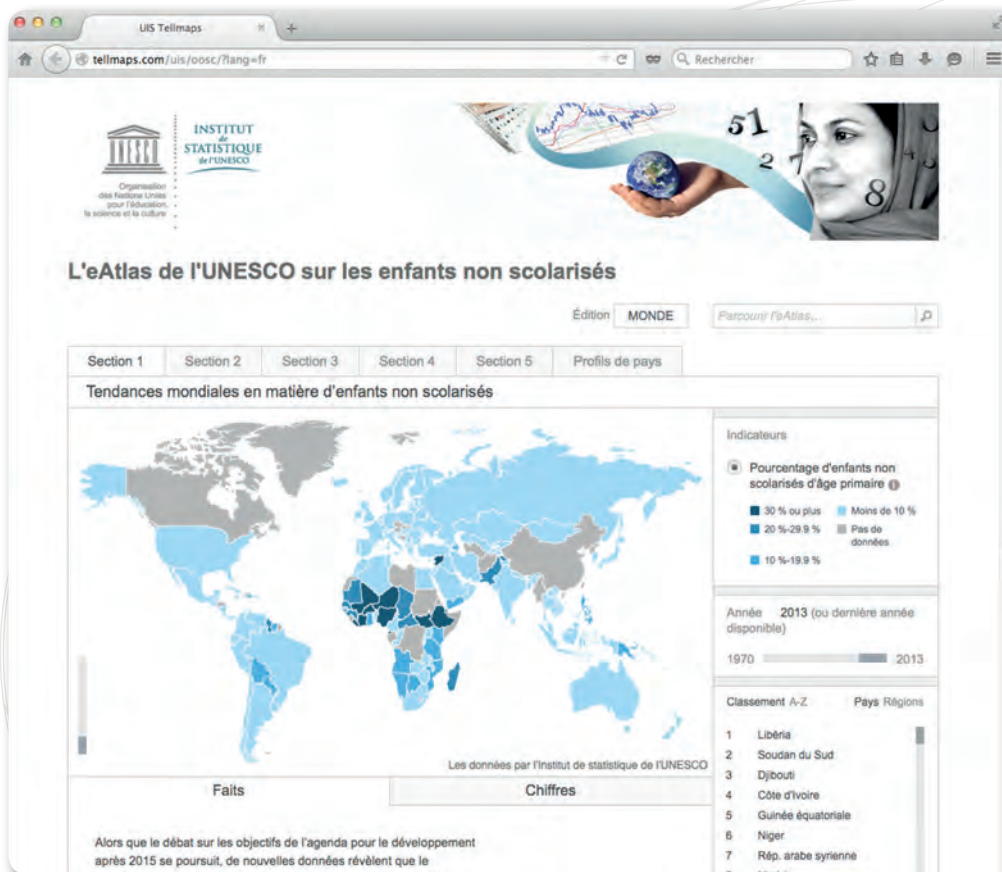 UIS Tellmaps
tellmaps.com/uis/oosc/?lang=fr
Rechercher
Organisation
des Nations Unies
pour l'éducation,
la science et la culture
INSTITUT
de
STATISTIQUE
de l'UNESCO
51
2 7
8
L'eAtlas de l'UNESCO sur les enfants non scolarisés
Édition MONDE
Parcourir l'eAtlas...
Section 1 Section 2 Section 3 Section 4 Section 5 Profils de pays
Tendances mondiales en matière d'enfants non scolarisés
Indicateurs
Pourcentage d'enfants non
scolarisés d'âge primaire
30 % ou plus Moins de 10 %
20 %-29.9 % Pas de
données
10 %-19.9 %
Année 2013 (ou dernière année
disponible)
1970 2013
Classement A-Z Pays Régions
1 Libéria
2 Soudan du Sud
3 Djibouti
4 Côte d'Ivoire
5 Guinée équatoriale
6 Niger
7 Rép. arabe syrienne
Les données par l'Institut de statistique de l'UNESCO
Faits Chiffres
Alors que le débat sur les objectifs de l'agenda pour le développement
après 2015 se poursuit, de nouvelles données révèlent que le